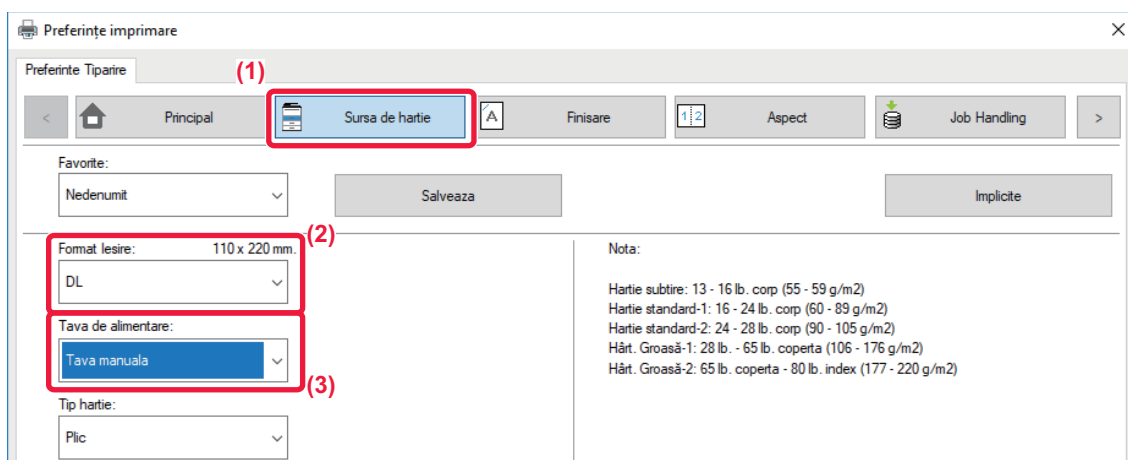 Preferințe imprimare
Preferinte Tiparire
(1)
<
Principal
Sursa de hartie
A
Finisare
1 2
Aspect
Job Handling
>
Favorite:
Nedenumit
Salveaza
Implicite
(2)
Format Iesire: 110 x 220 mm.
DL
Tava de alimentare:
Tava manuala
(3)
Tip hartie:
Plic
Nota:
Hartie subtire: 13 - 16 lb. corp (55 - 59 g/m2)
Hartie standard-1: 16 - 24 lb. corp (60 - 89 g/m2)
Hartie standard-2: 24 - 28 lb. corp (90 - 105 g/m2)
Hârt. Groasă-1: 28 lb. - 65 lb. coperta (106 - 176 g/m2)
Hârt. Groasă-2: 65 lb. coperta - 80 lb. index (177 - 220 g/m2)